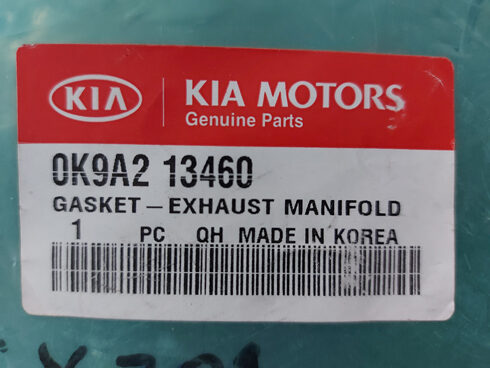 KIA
KIA MOTORS
Genuine Parts
0K9A2 13460
GASKET-EXHAUST MANIFOLD
1 PC QH MADE IN KOREA